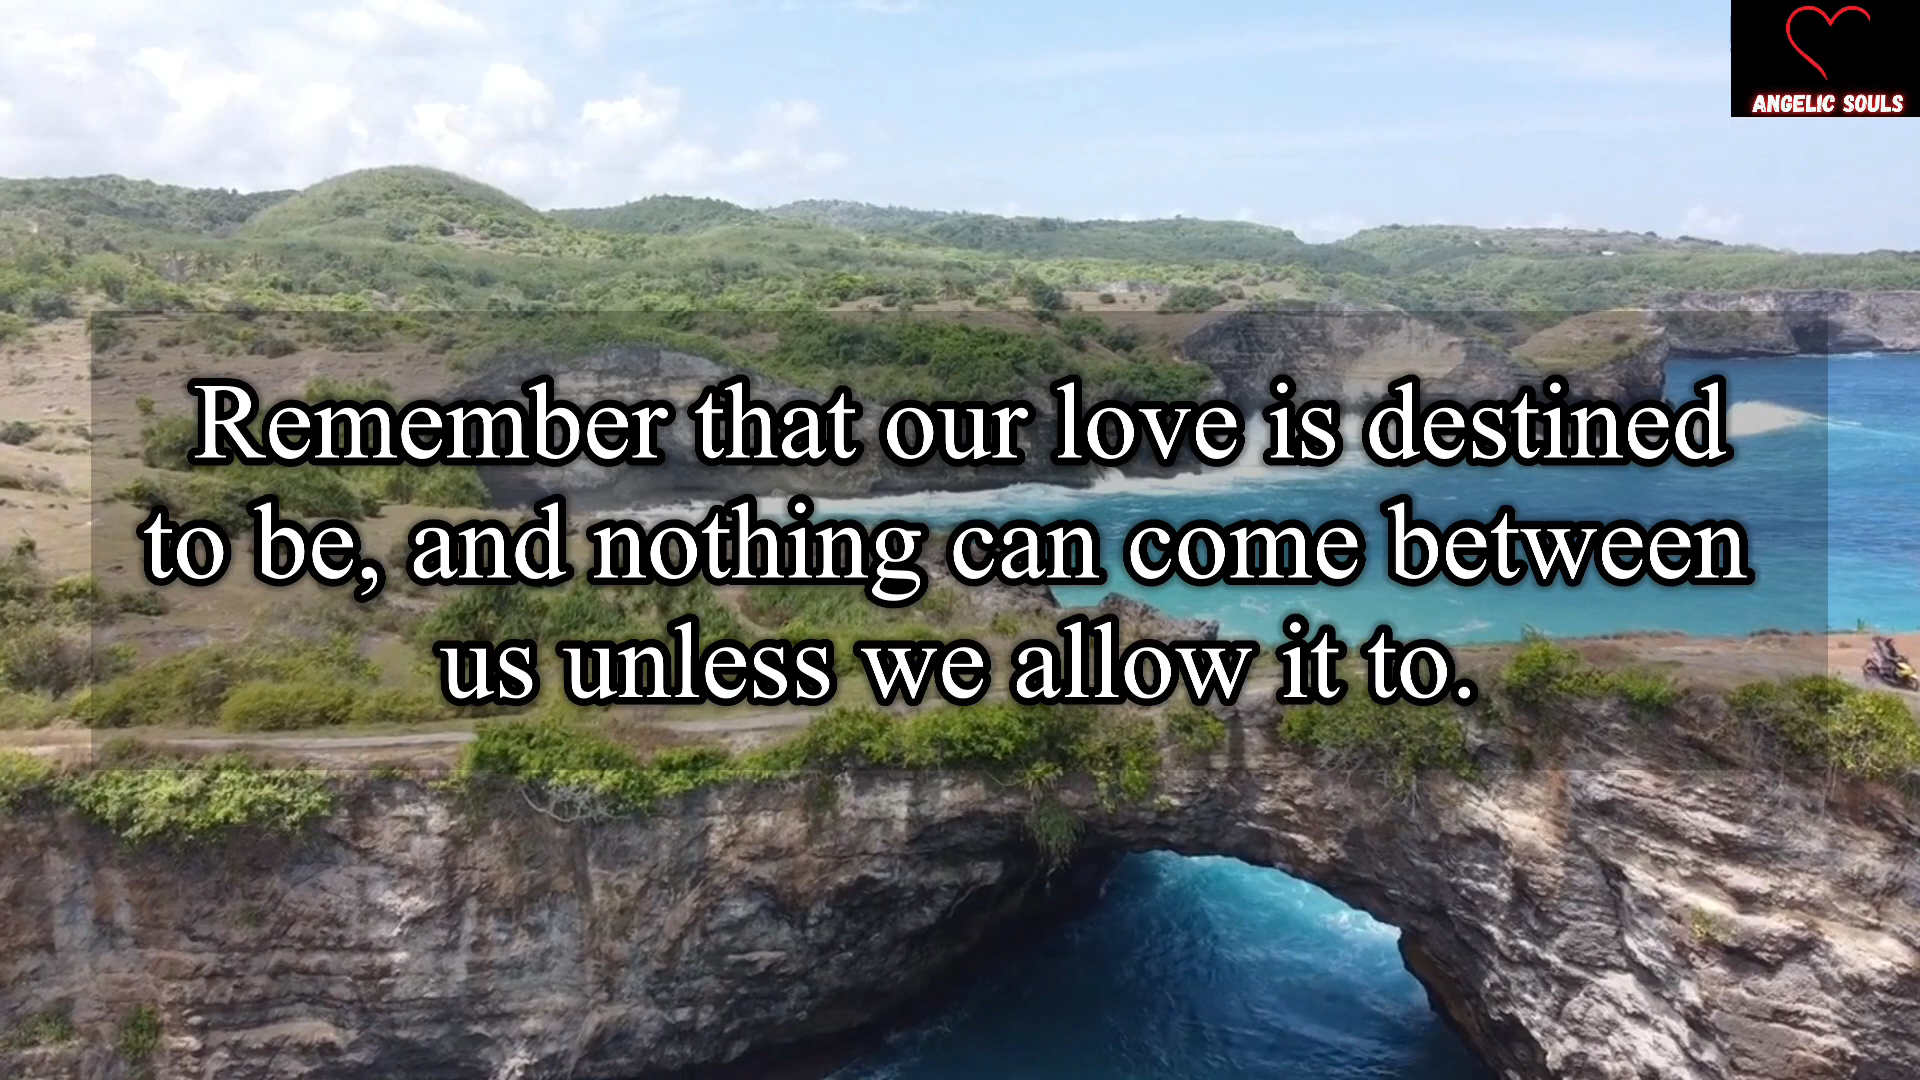 ANGELIC SOULS
Remember that our love is destined
to be, and nothing can come between
us unless we allow it to.